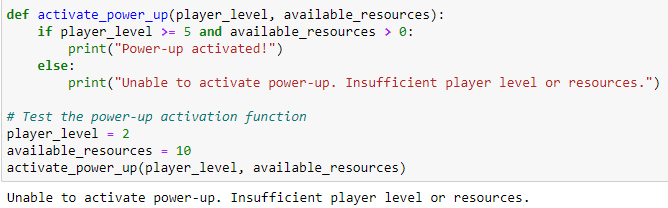 def activate_power_up(player_level, available_resources):
    if player_level >= 5 and available_resources > 0:
        print("Power-up activated!")
    else:
        print("Unable to activate power-up. Insufficient player level or resources.")

# Test the power-up activation function
player_level = 2
available_resources = 10
activate_power_up(player_level, available_resources)
Unable to activate power-up. Insufficient player level or resources.